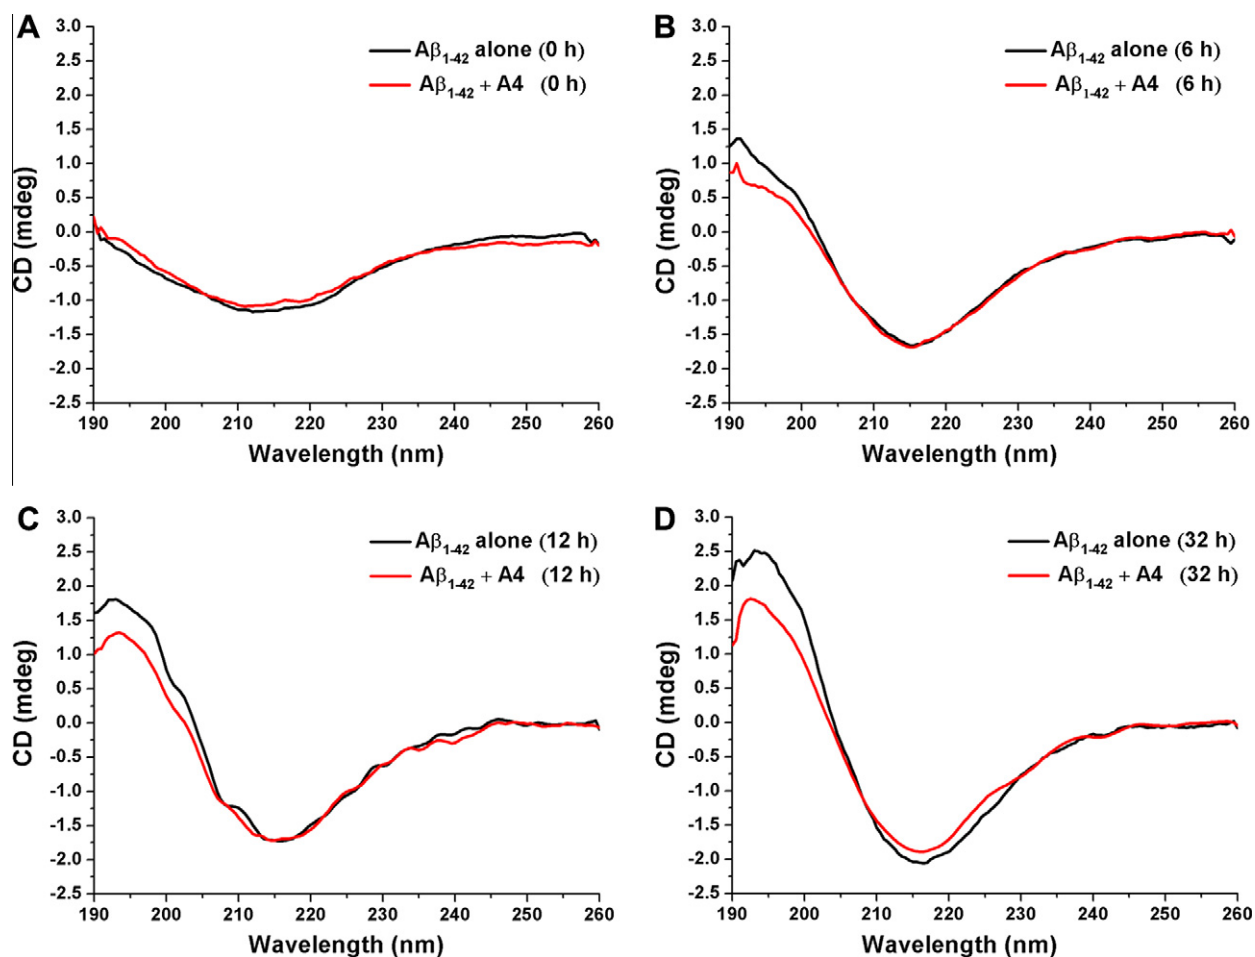 A
3.0
2.5
2.0
1.5
1.0
0.5
0.0
-0.5
-1.0
-1.5
-2.0
-2.5
CD (mdeg)
Aβ1-42 alone (0 h)
Aβ1-42 + A4 (0 h)
190 200 210 220 230 240 250 260
Wavelength (nm)
B
3.0
2.5
2.0
1.5
1.0
0.5
0.0
-0.5
-1.0
-1.5
-2.0
-2.5
CD (mdeg)
Aβ1-42 alone (6 h)
Aβ1-42 + A4 (6 h)
190 200 210 220 230 240 250 260
Wavelength (nm)
C
3.0
2.5
2.0
1.5
1.0
0.5
0.0
-0.5
-1.0
-1.5
-2.0
-2.5
CD (mdeg)
Aβ1-42 alone (12 h)
Aβ1-42 + A4 (12 h)
190 200 210 220 230 240 250 260
Wavelength (nm)
D
3.0
2.5
2.0
1.5
1.0
0.5
0.0
-0.5
-1.0
-1.5
-2.0
-2.5
CD (mdeg)
Aβ1-42 alone (32 h)
Aβ1-42 + A4 (32 h)
190 200 210 220 230 240 250 260
Wavelength (nm)